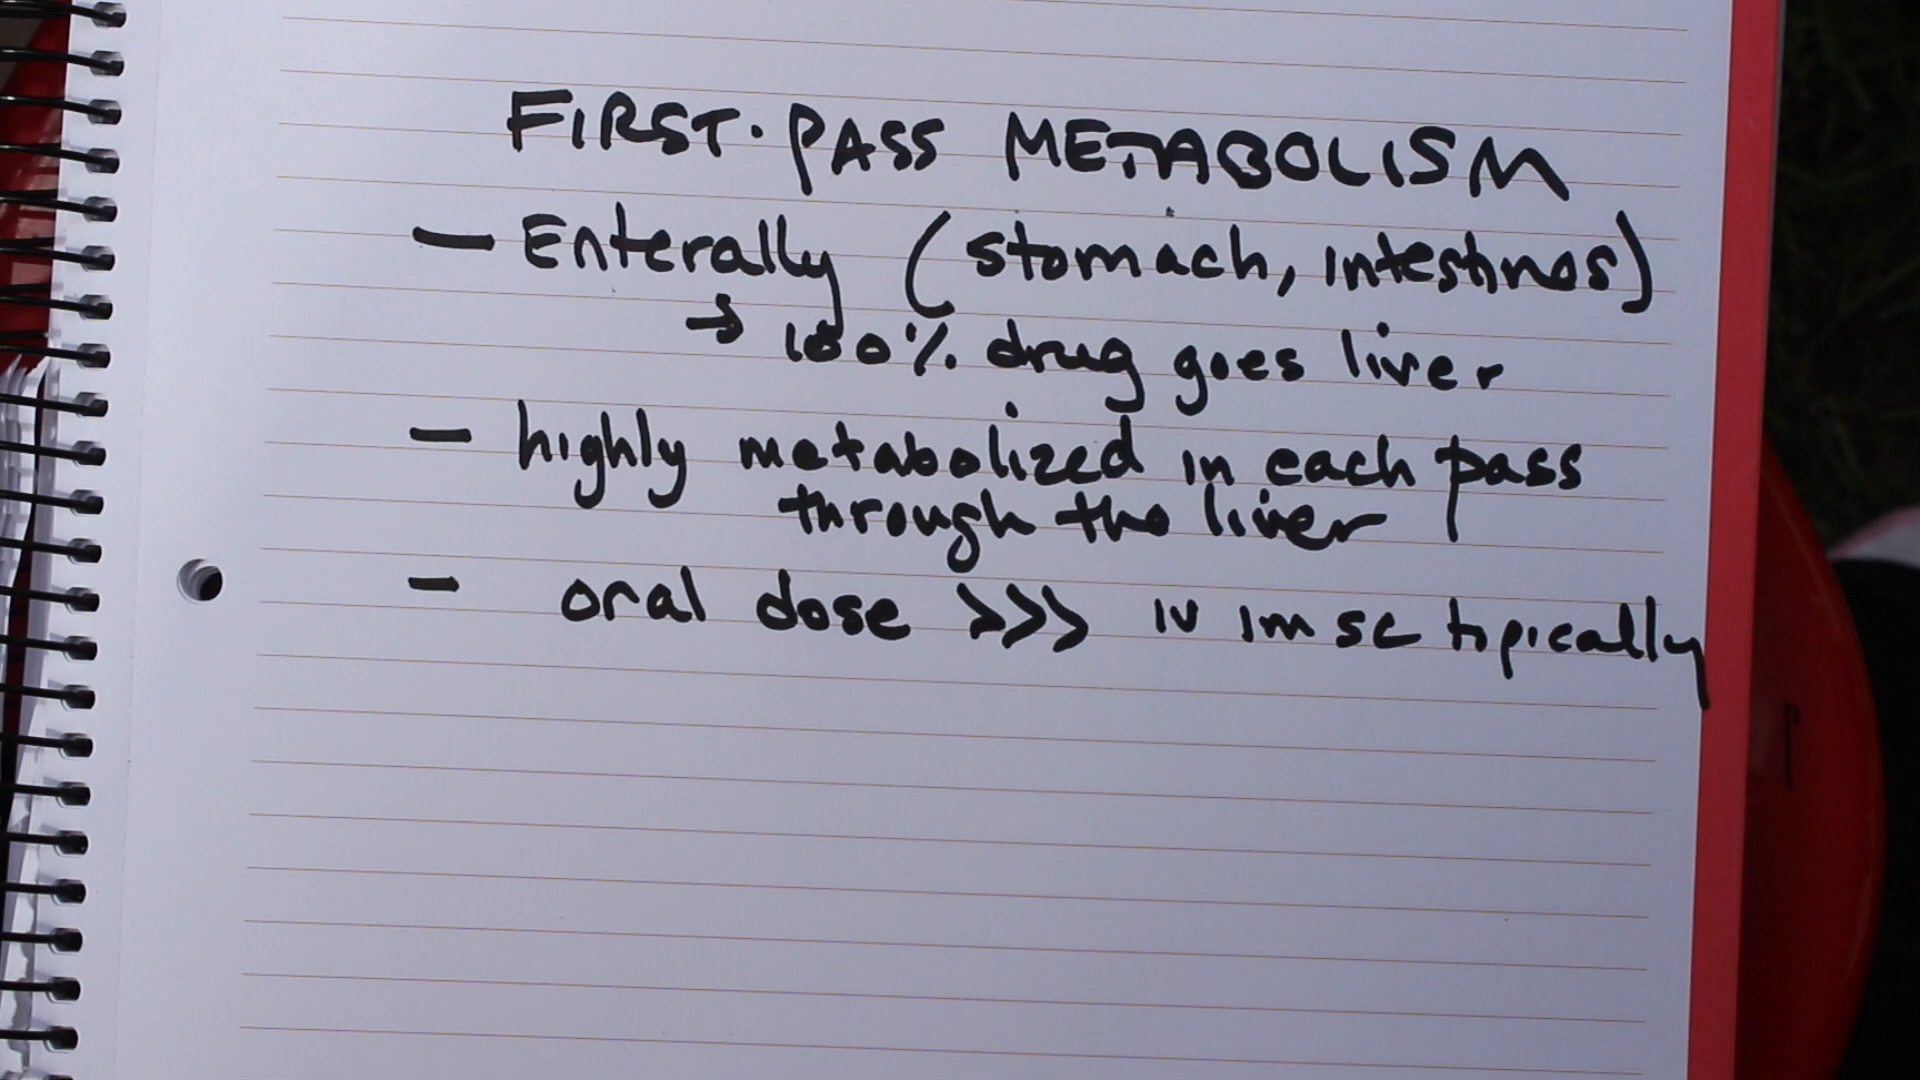 FIRST-PASS METABOLISM
— Enterally (stomach, intestines)
→ 100% drug goes liver
— highly metabolized in each pass
through the liver
— oral dose >>> IV IM SC typically